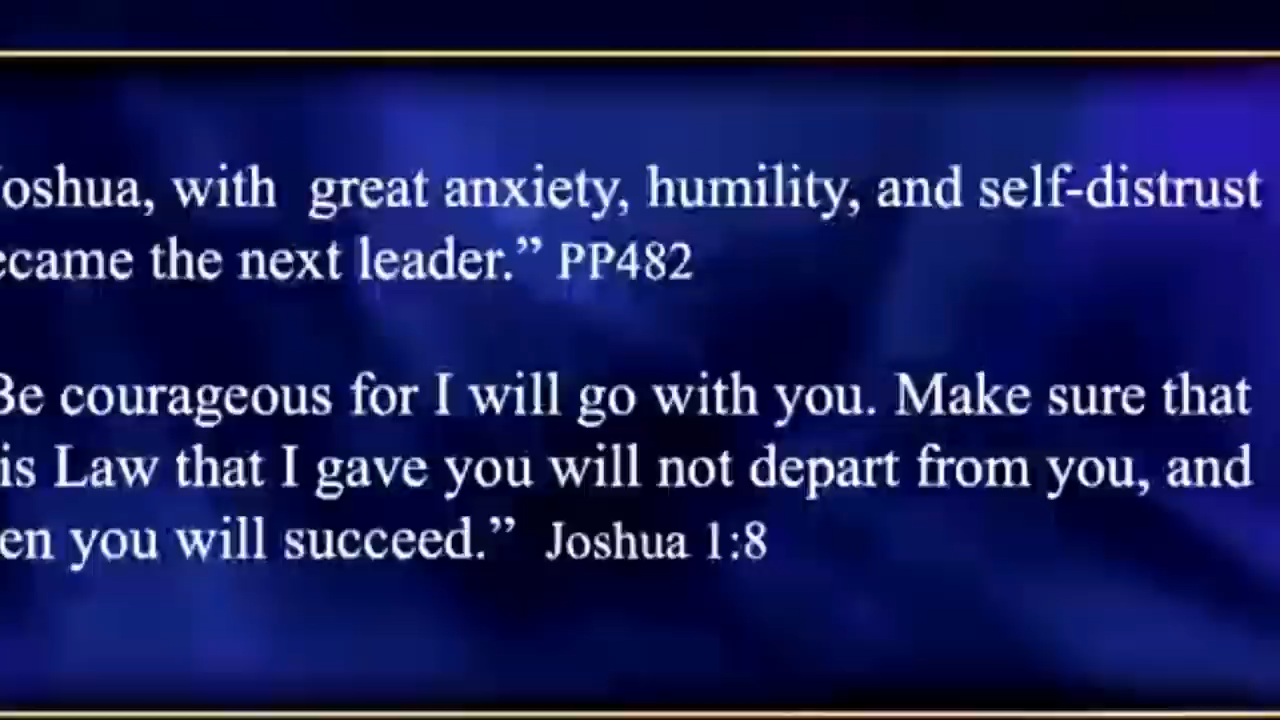 Joshua, with great anxiety, humility, and self-distrust
ecame the next leader.” PP482
Be courageous for I will go with you. Make sure that
is Law that I gave you will not depart from you, and
en you will succeed.” Joshua 1:8